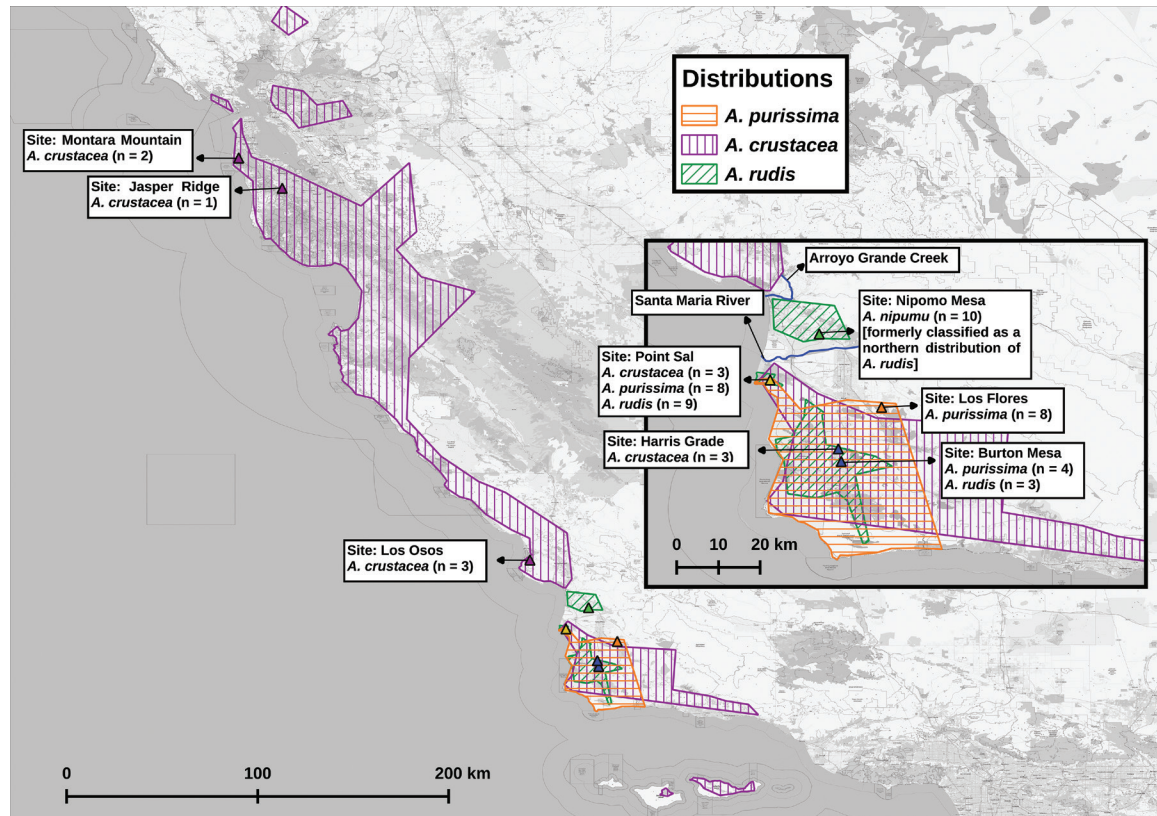 Distributions
A. purissima
A. crustacea
A. rudis
Site: Montara Mountain
A. crustacea (n = 2)
Site: Jasper Ridge
A. crustacea (n = 1)
Arroyo Grande Creek
Santa Maria River
Site: Nipomo Mesa
A. nipumu (n = 10)
[formerly classified as a
northern distribution of
A. rudis]
Site: Point Sal
A. crustacea (n = 3)
A. purissima (n = 8)
A. rudis (n = 9)
Site: Los Flores
A. purissima (n = 8)
Site: Harris Grade
A. crustacea (n = 3)
Site: Burton Mesa
A. purissima (n = 4)
A. rudis (n = 3)
0 10 20 km
Site: Los Osos
A. crustacea (n = 3)
0 100 200 km